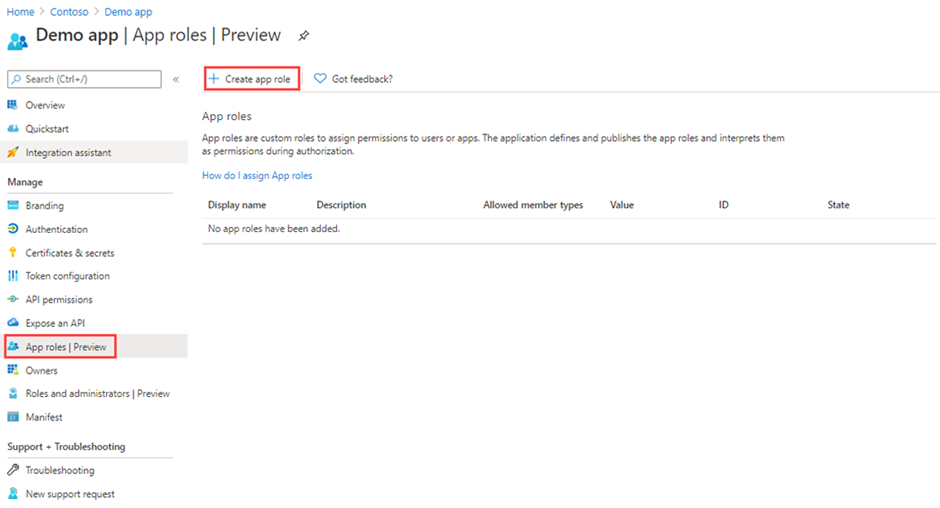 Home > Contoso > Demo app
Demo app | App roles | Preview
Search (Ctrl+/)
«
Overview
Quickstart
Integration assistant
Manage
Branding
Authentication
Certificates & secrets
Token configuration
API permissions
Expose an API
App roles | Preview
Owners
Roles and administrators | Preview
Manifest
Support + Troubleshooting
Troubleshooting
New support request
+ Create app role
Got feedback?
App roles
App roles are custom roles to assign permissions to users or apps. The application defines and publishes the app roles and interprets them
as permissions during authorization.
How do I assign App roles
Display name Description Allowed member types Value ID State
No app roles have been added.